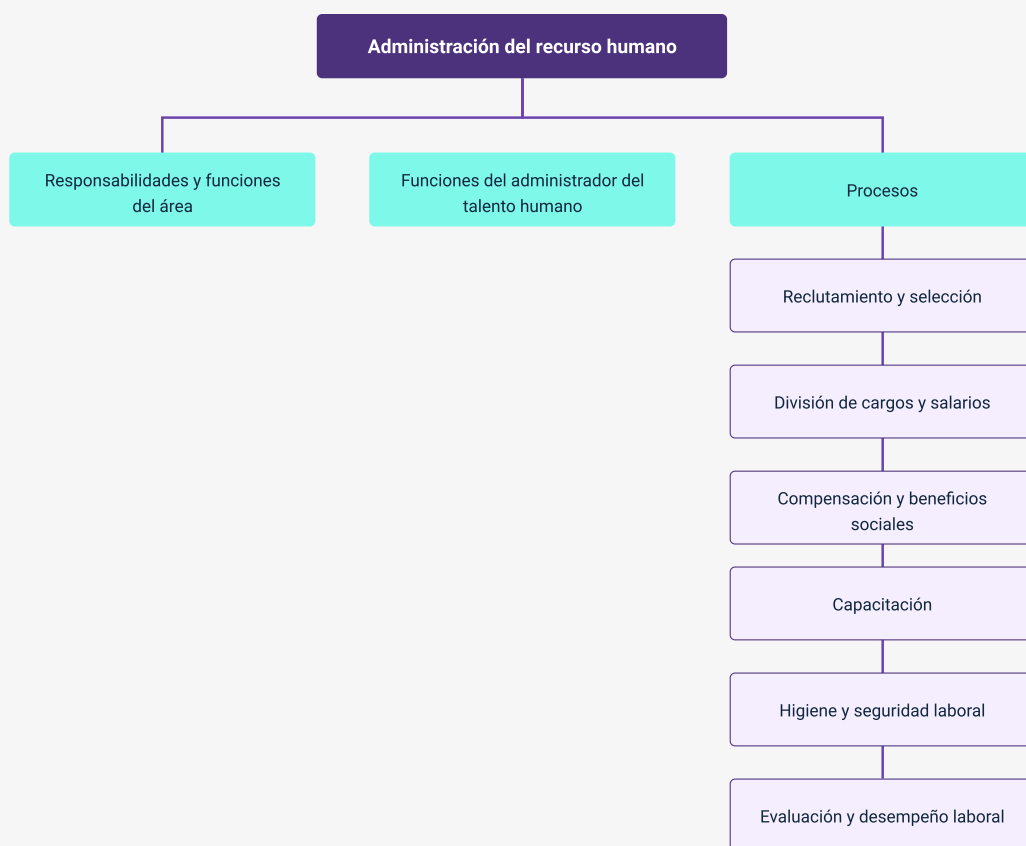 Administración del recurso humano
Responsabilidades y funciones
del área
Funciones del administrador del
talento humano
Procesos
Reclutamiento y selección
División de cargos y salarios
Compensación y beneficios
sociales
Capacitación
Higiene y seguridad laboral
Evaluación y desempeño laboral